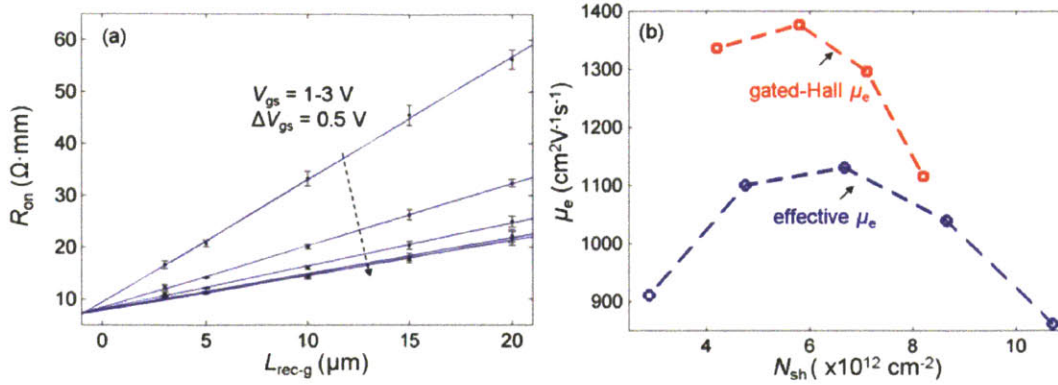 (a)
60
50
40
30
20
10
R_on (Ω·mm)
V_gs = 1-3 V
ΔV_gs = 0.5 V
0 5 10 15 20
L_rec-g (µm)
(b)
1400
1300
1200
1100
1000
900
µ_e (cm²V⁻¹s⁻¹)
gated-Hall µ_e
effective µ_e
4 6 8 10
N_sh ( x10¹² cm⁻²)